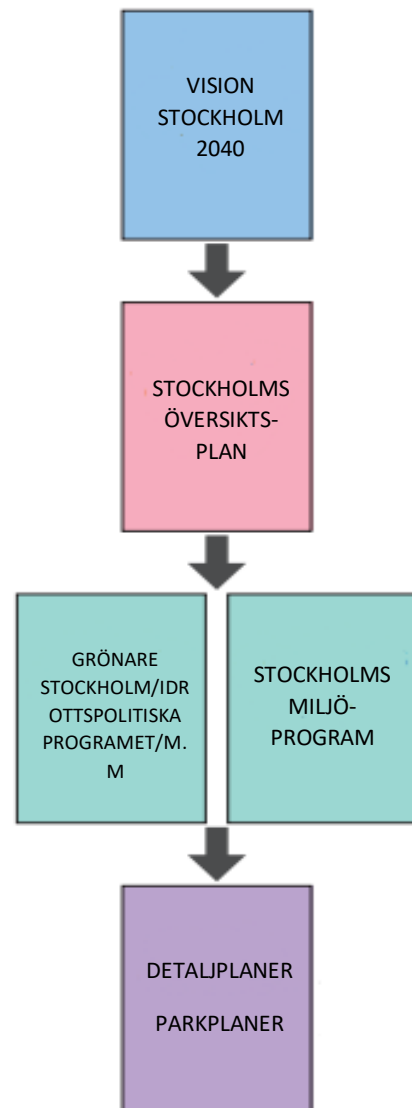 VISION
STOCKHOLM
2040
STOCKHOLMS
ÖVERSIKTS-
PLAN
GRÖNARE
STOCKHOLM/IDR
OTTSPOLITISKA
PROGRAMET/M.
M
STOCKHOLMS
MILJÖ-
PROGRAM
DETALJPLANER
PARKPLANER